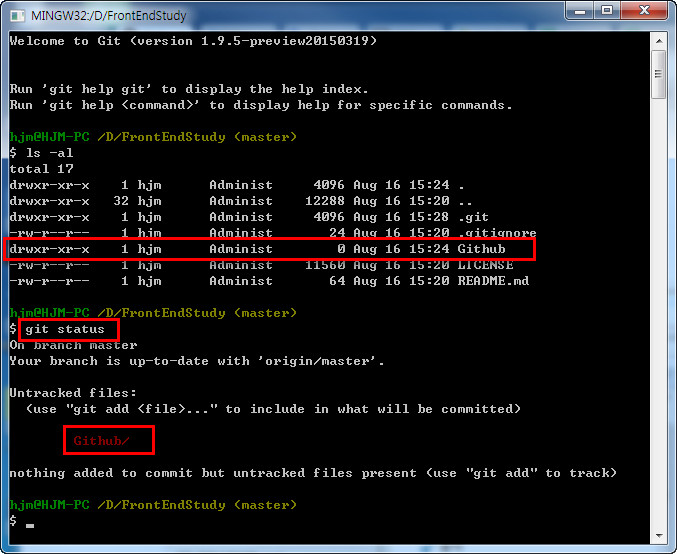 MINGW32:/D/FrontEndStudy
Welcome to Git (version 1.9.5-preview20150319)
Run 'git help git' to display the help index.
Run 'git help <command>' to display help for specific commands.
hjm@HJM-PC /D/FrontEndStudy (master)
$ ls -al
total 17
drwxr-xr-x    1 hjm      Administ     4096 Aug 16 15:24 .
drwxr-xr-x   32 hjm      Administ    12288 Aug 16 15:20 ..
drwxr-xr-x    1 hjm      Administ     4096 Aug 16 15:28 .git
-rw-r--r--    1 hjm      Administ       24 Aug 16 15:20 .gitignore
drwxr-xr-x    1 hjm      Administ        0 Aug 16 15:24 Github
-rw-r--r--    1 hjm      Administ    11560 Aug 16 15:20 LICENSE
-rw-r--r--    1 hjm      Administ       64 Aug 16 15:20 README.md
hjm@HJM-PC /D/FrontEndStudy (master)
$ git status
On branch master
Your branch is up-to-date with 'origin/master'.
Untracked files:
  (use "git add <file>..." to include in what will be committed)
        Github/
nothing added to commit but untracked files present (use "git add" to track)
hjm@HJM-PC /D/FrontEndStudy (master)
$